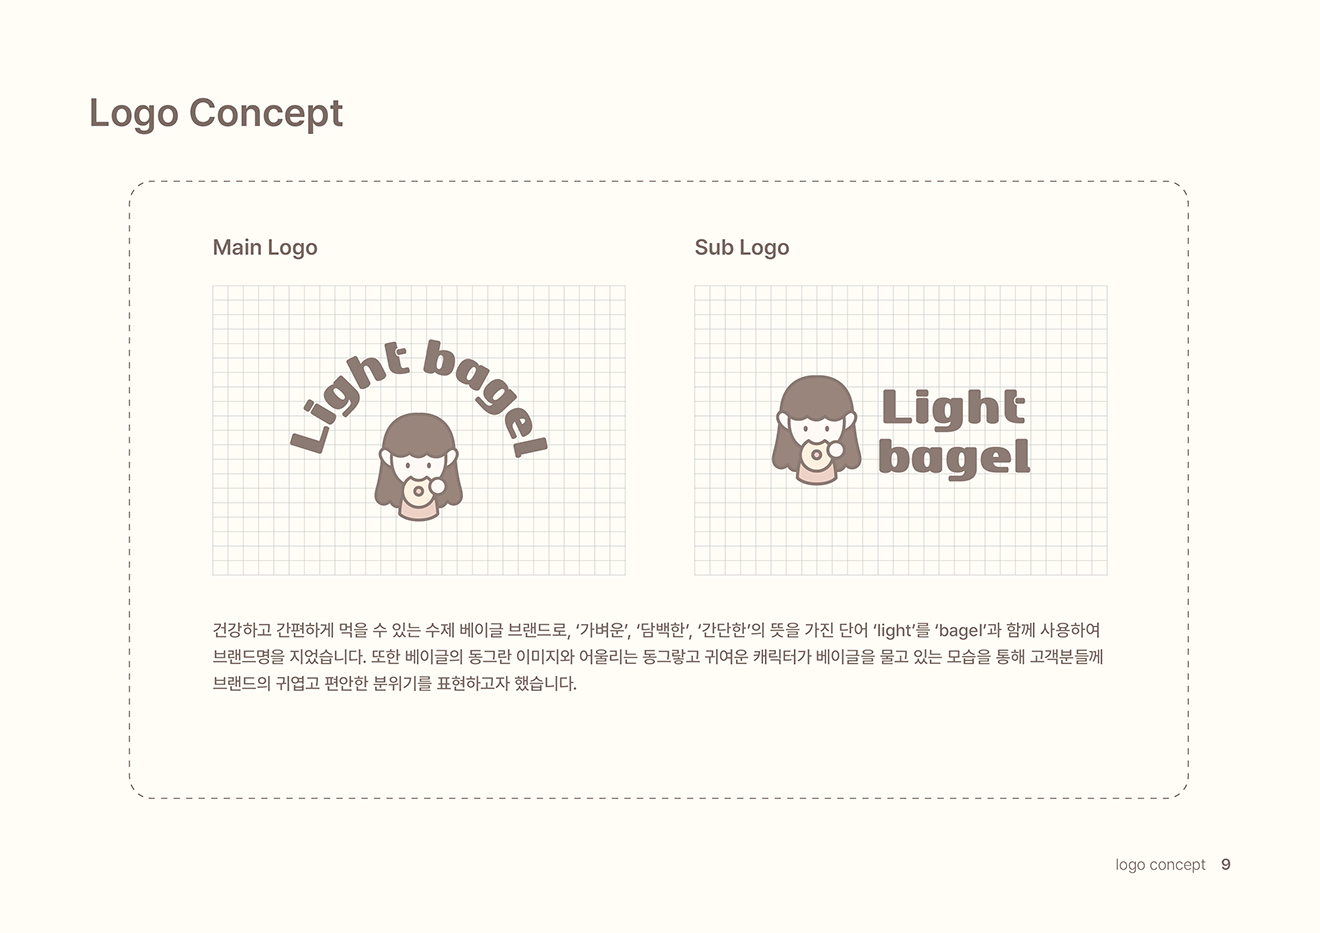 Logo Concept
Main Logo
Sub Logo
Light bagel
Light
bagel
건강하고 간편하게 먹을 수 있는 수제 베이글 브랜드로, ‘가벼운’, ‘담백한’, ‘간단한’의 뜻을 가진 단어 ‘light’를 ‘bagel’과 함께 사용하여
브랜드명을 지었습니다. 또한 베이글의 동그란 이미지와 어울리는 동그랗고 귀여운 캐릭터가 베이글을 물고 있는 모습을 통해 고객분들께
브랜드의 귀엽고 편안한 분위기를 표현하고자 했습니다.
logo concept 9